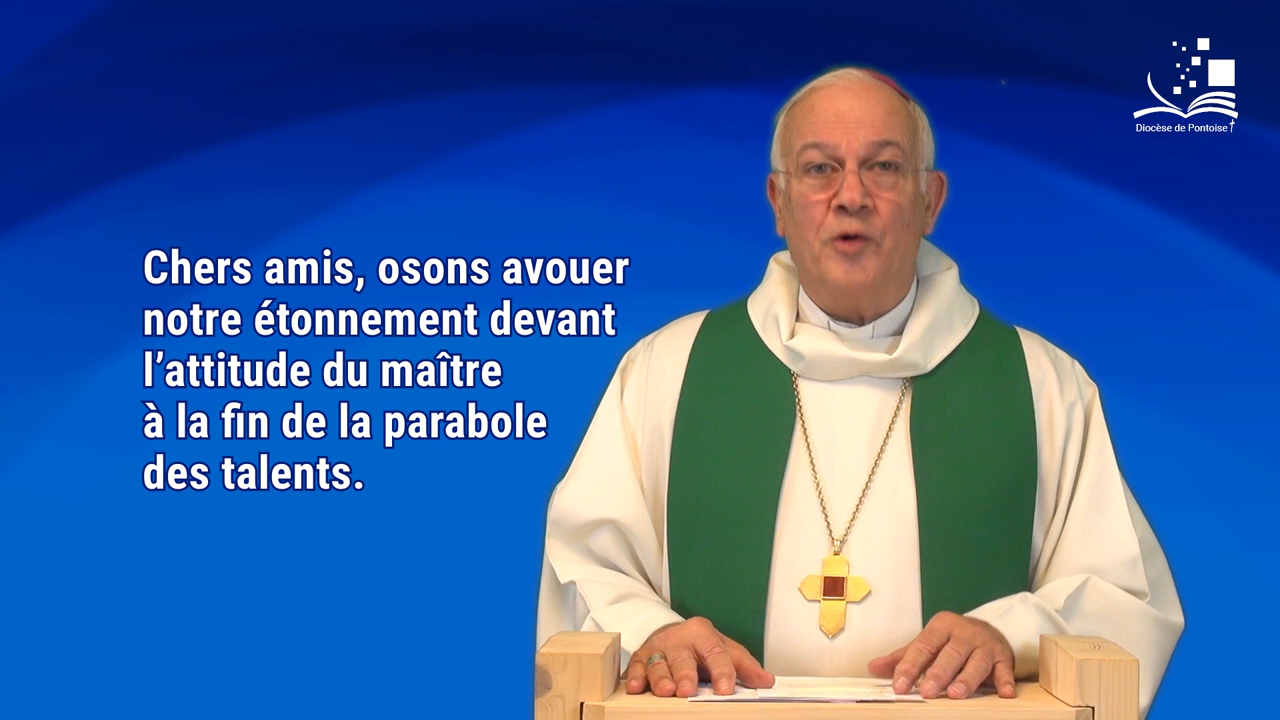 Diocèse de Pontoise
Chers amis, osons avouer
notre étonnement devant
l’attitude du maître
à la fin de la parabole
des talents.